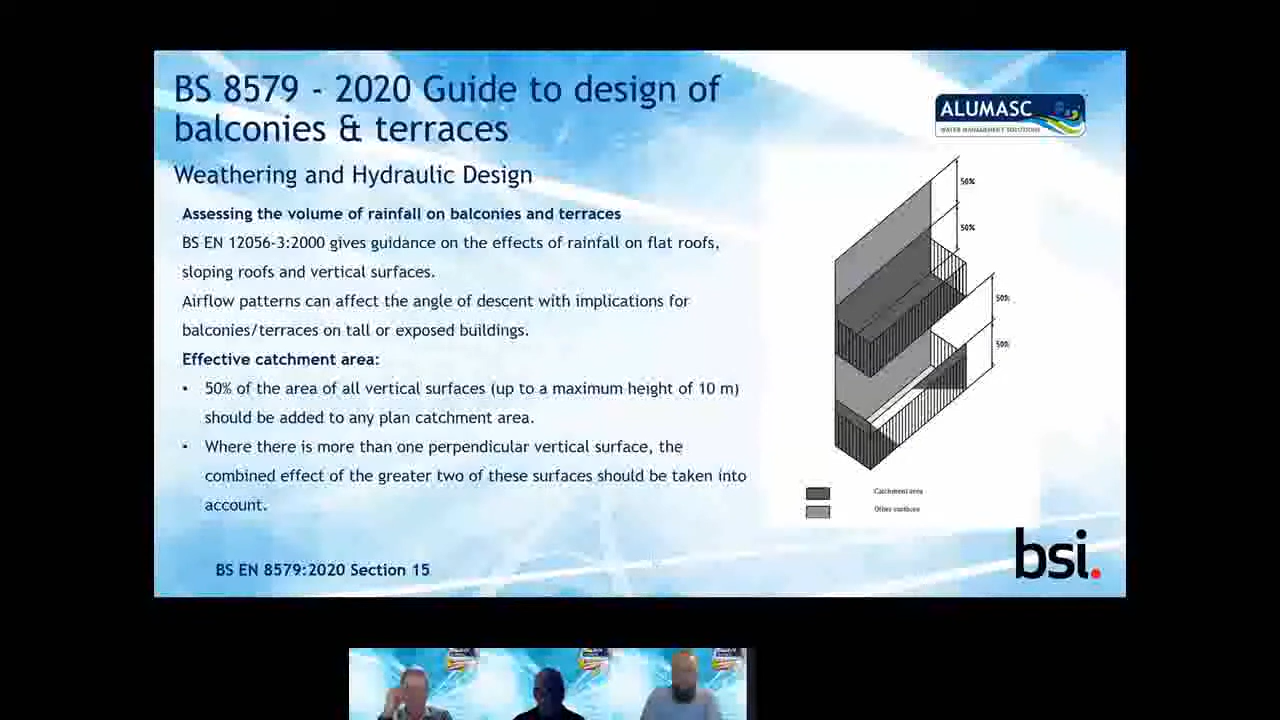 BS 8579 - 2020 Guide to design of
balconies & terraces
ALUMASC
WATER MANAGEMENT SOLUTIONS
Weathering and Hydraulic Design
Assessing the volume of rainfall on balconies and terraces
BS EN 12056-3:2000 gives guidance on the effects of rainfall on flat roofs,
sloping roofs and vertical surfaces.
Airflow patterns can affect the angle of descent with implications for
balconies/terraces on tall or exposed buildings.
Effective catchment area:
• 50% of the area of all vertical surfaces (up to a maximum height of 10 m)
should be added to any plan catchment area.
• Where there is more than one perpendicular vertical surface, the
combined effect of the greater two of these surfaces should be taken into
account.
BS EN 8579:2020 Section 15
50%
50%
50%
50%
Catchment area
Other surfaces
bsi.